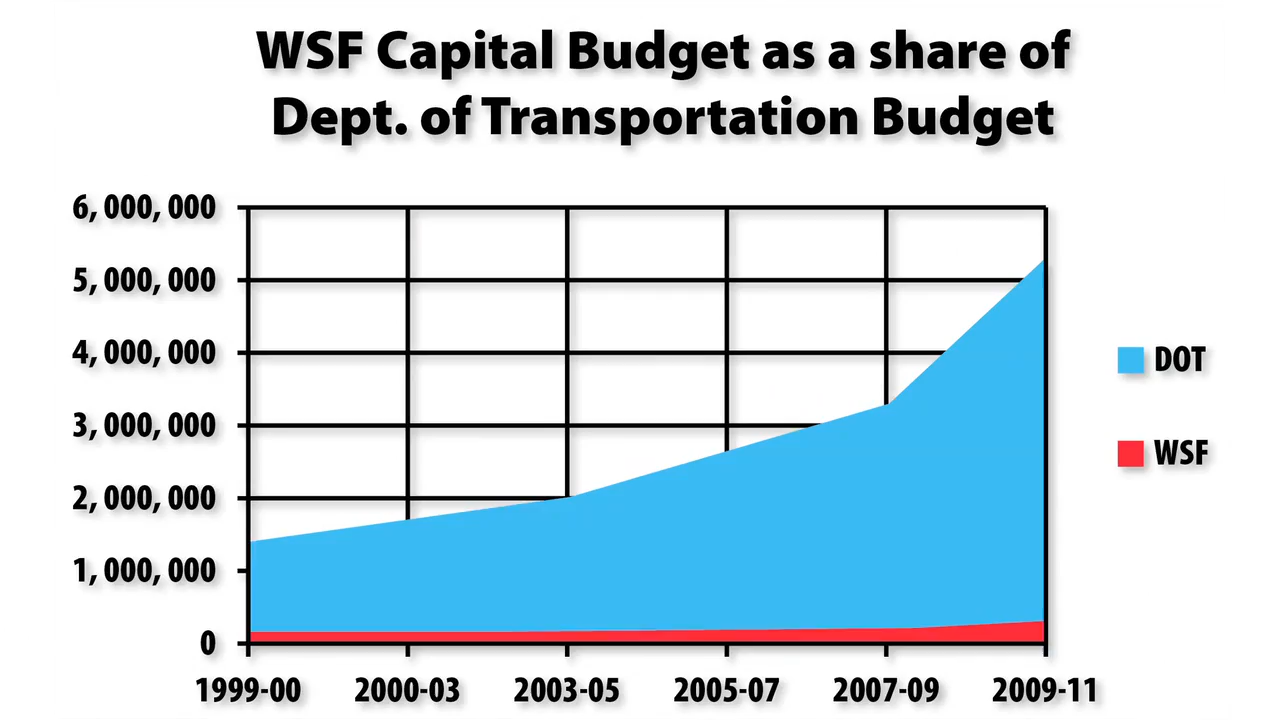 WSF Capital Budget as a share of
Dept. of Transportation Budget
6, 000, 000
5, 000, 000
4, 000, 000
3, 000, 000
2, 000, 000
1, 000, 000
0
1999-00
2000-03
2003-05
2005-07
2007-09
2009-11
DOT
WSF